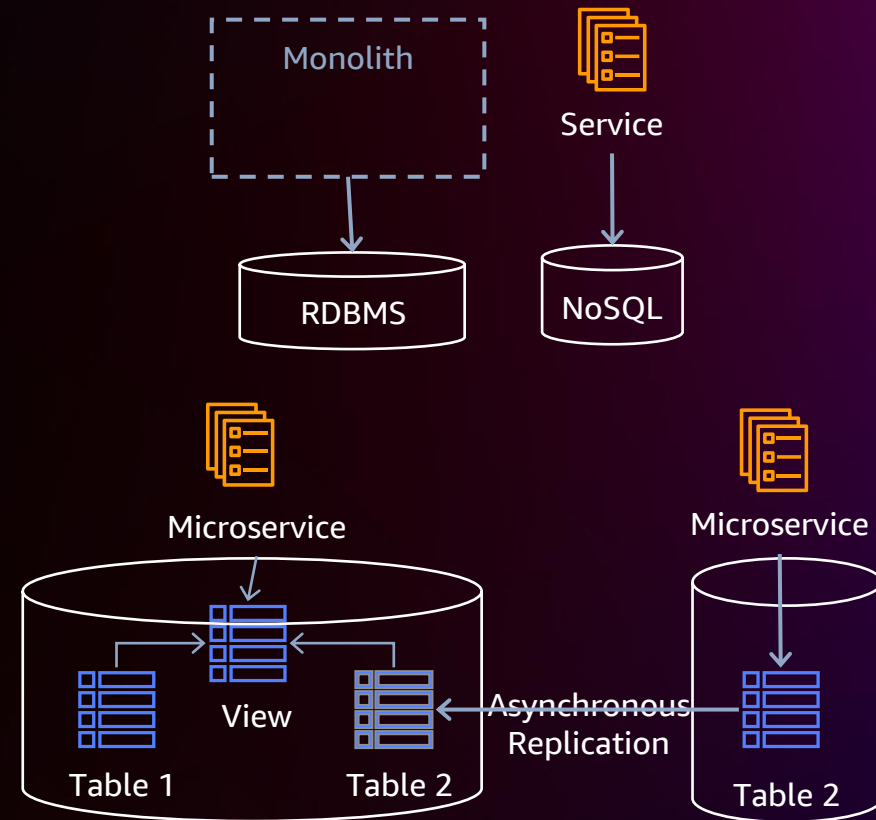 Monolith
Service
RDBMS
NoSQL
Microservice
Microservice
View
Asynchronous
Replication
Table 1
Table 2
Table 2